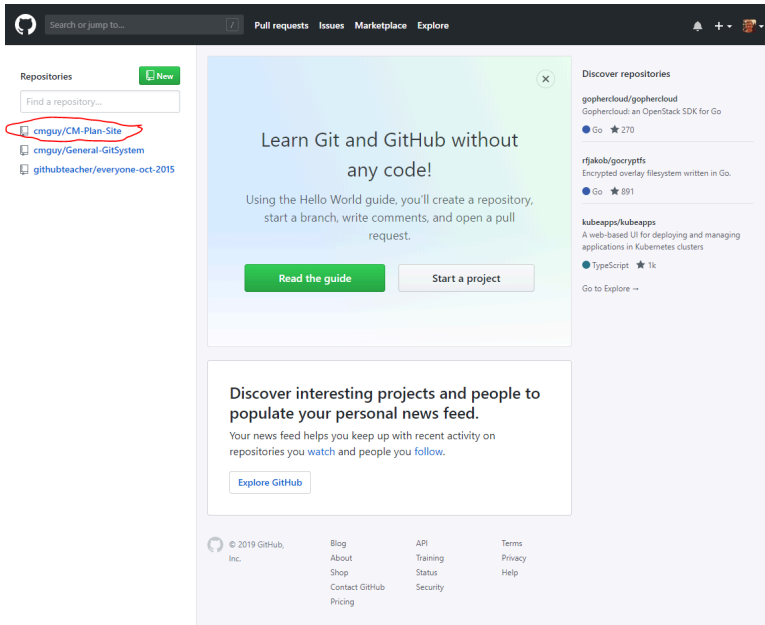 Search or jump to...
/
Pull requests
Issues
Marketplace
Explore
Repositories
New
Find a repository...
cmguy/CM-Plan-Site
cmguy/General-GitSystem
githubteacher/everyone-oct-2015
Learn Git and GitHub without
any code!
Using the Hello World guide, you'll create a repository,
start a branch, write comments, and open a pull
request.
Read the guide
Start a project
Discover interesting projects and people to
populate your personal news feed.
Your news feed helps you keep up with recent activity on
repositories you watch and people you follow.
Explore GitHub
Discover repositories
gophercloud/gophercloud
Gophercloud: an OpenStack SDK for Go
Go 270
rfjakob/gocryptfs
Encrypted overlay filesystem written in Go.
Go 891
kubeapps/kubeapps
A web-based UI for deploying and managing
applications in Kubernetes clusters
TypeScript 1k
Go to Explore →
© 2019 GitHub,
Inc.
Blog
About
Shop
Contact GitHub
Pricing
API
Training
Status
Security
Terms
Privacy
Help